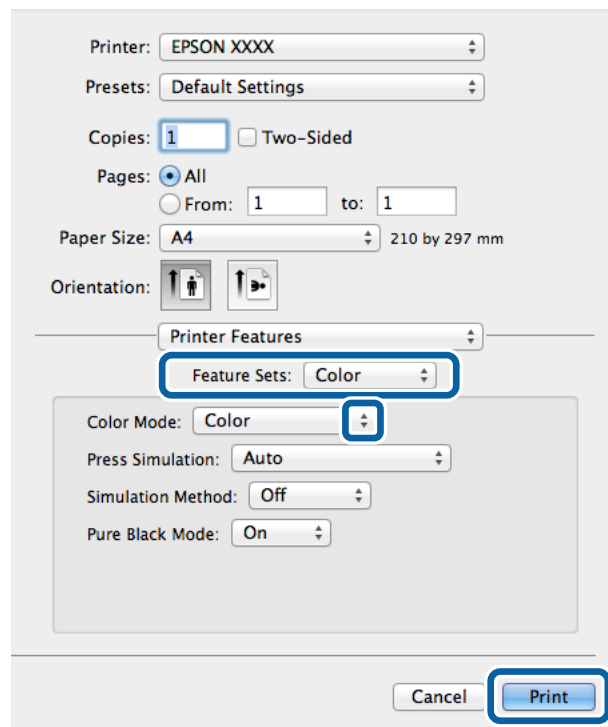 Printer: EPSON XXXX
Presets: Default Settings
Copies: 1 Two-Sided
Pages: All
From: 1 to: 1
Paper Size: A4 210 by 297 mm
Orientation:
Printer Features
Feature Sets: Color
Color Mode: Color
Press Simulation: Auto
Simulation Method: Off
Pure Black Mode: On
Cancel Print